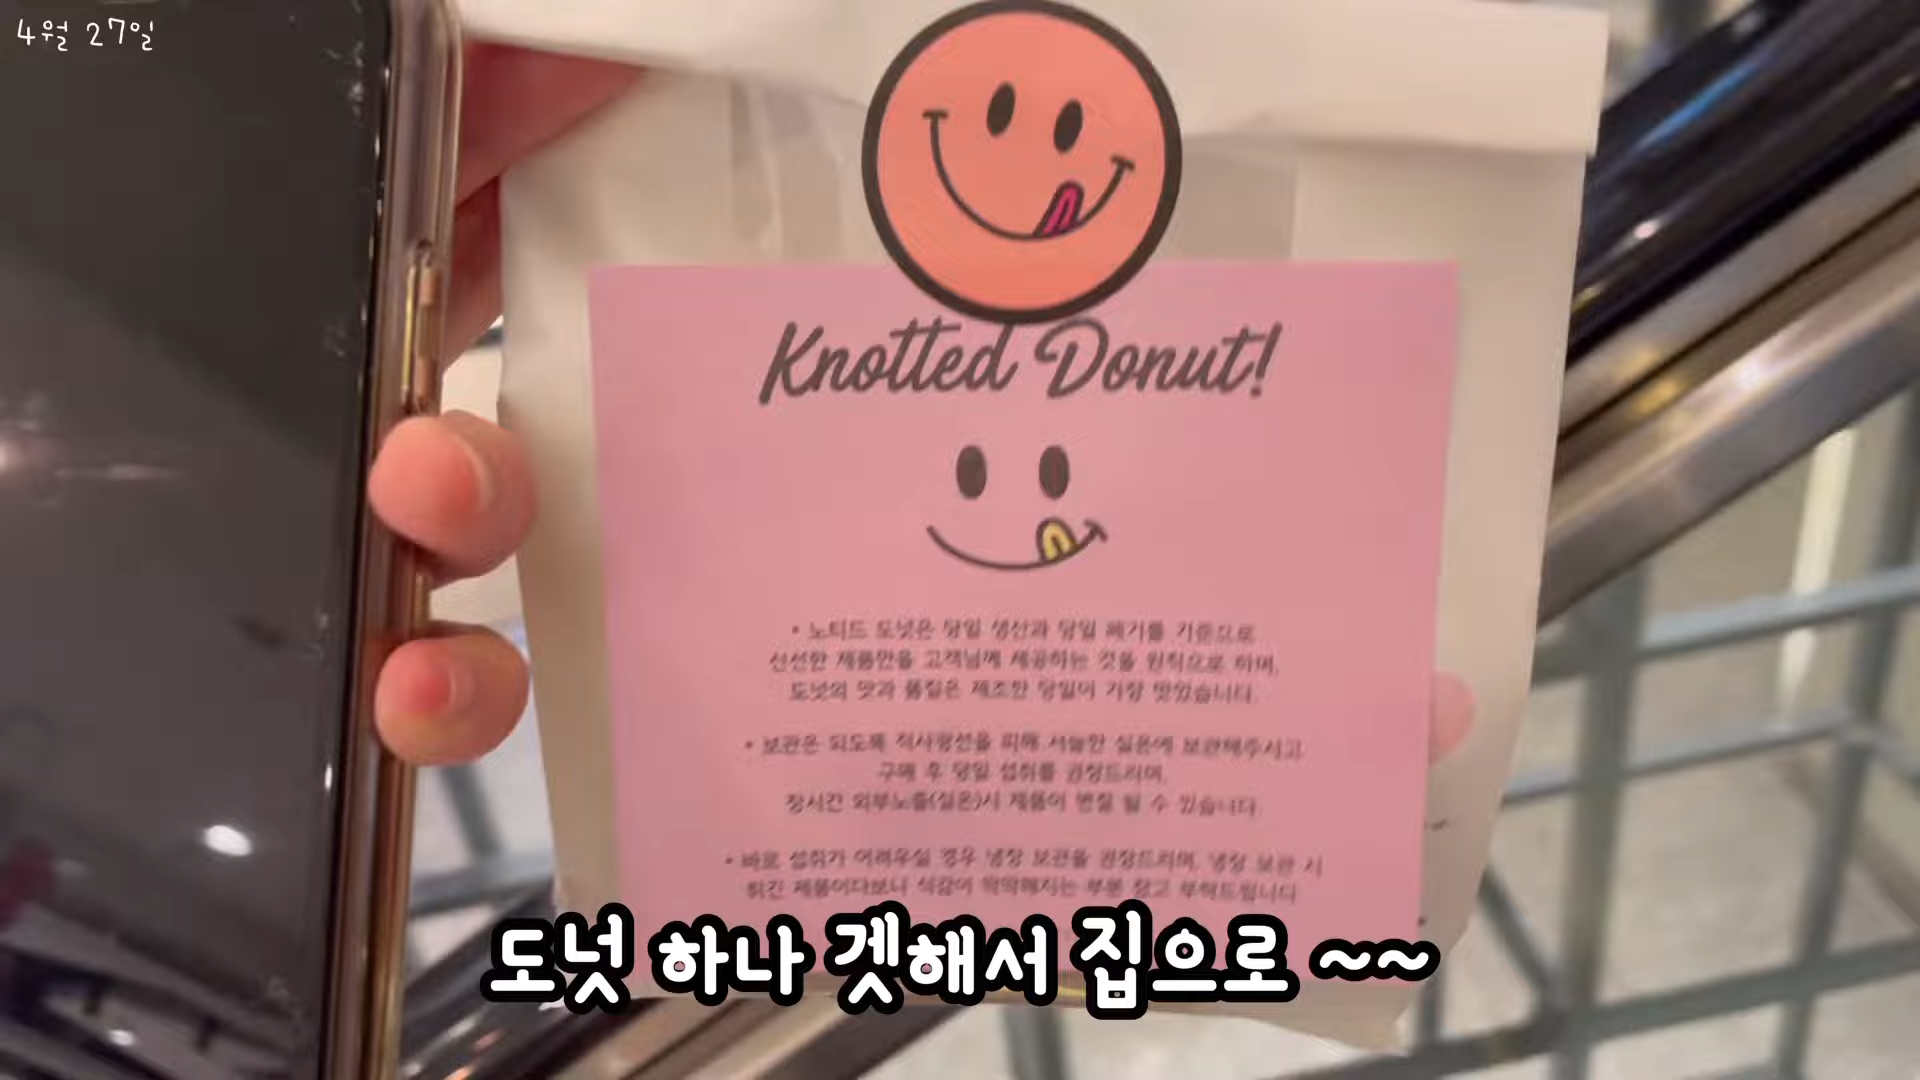 4월 27일
Knotted Donut!
• 노티드 도넛은 당일 생산과 당일 폐기를 기준으로
신선한 제품만을 고객님께 제공하는 것을 원칙으로 하며,
도넛의 맛과 품질은 제조한 당일이 가장 맛있습니다.
• 보관은 되도록 직사광선을 피해 서늘한 실온에 보관해주시고
구매 후 당일 섭취를 권장드리며,
장시간 외부노출(실온)시 제품이 변질 될 수 있습니다.
• 바로 섭취가 어려우실 경우 냉장 보관을 권장드리며, 냉장 보관 시
튀긴 제품이다보니 식감이 딱딱해지는 부분 참고 부탁드립니다
도넛 하나 겟해서 집으로 ~~